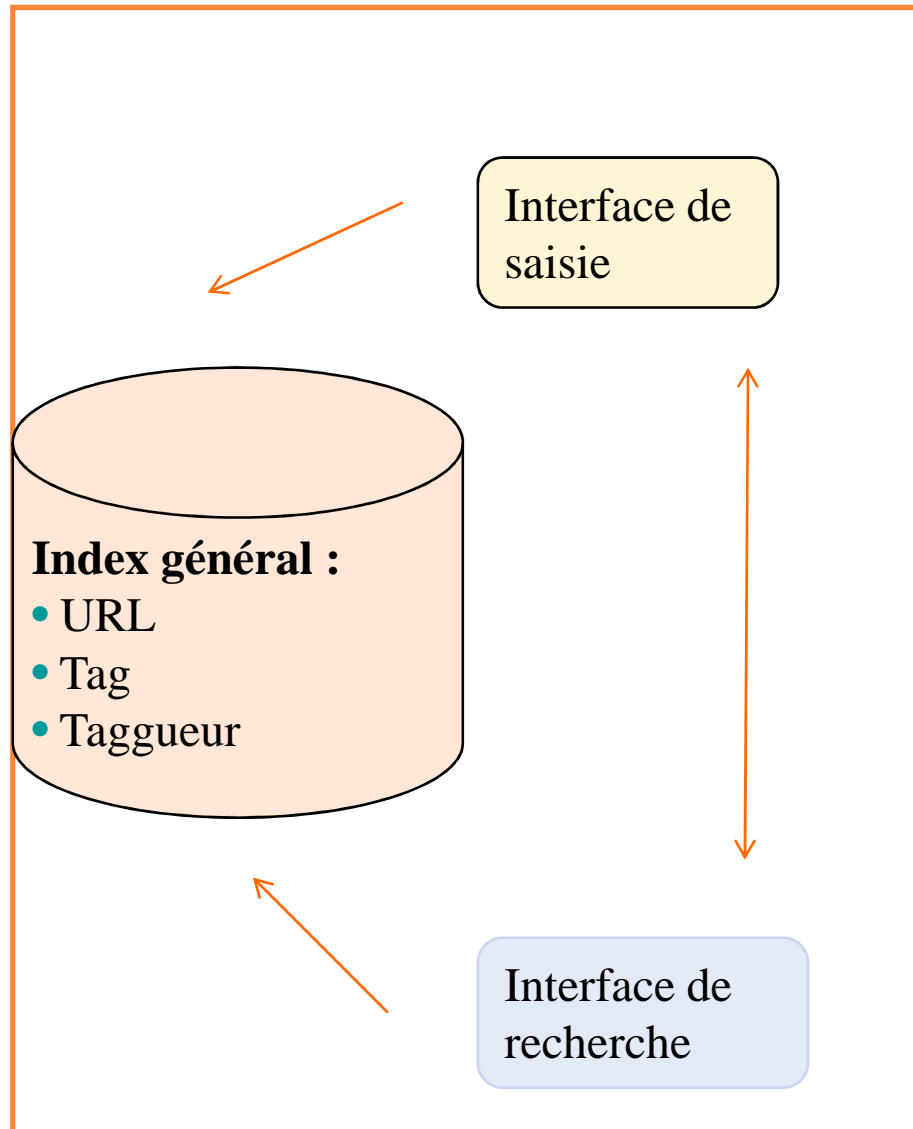 Interface de
saisie
Index général :
• URL
• Tag
• Taggueur
Interface de
recherche